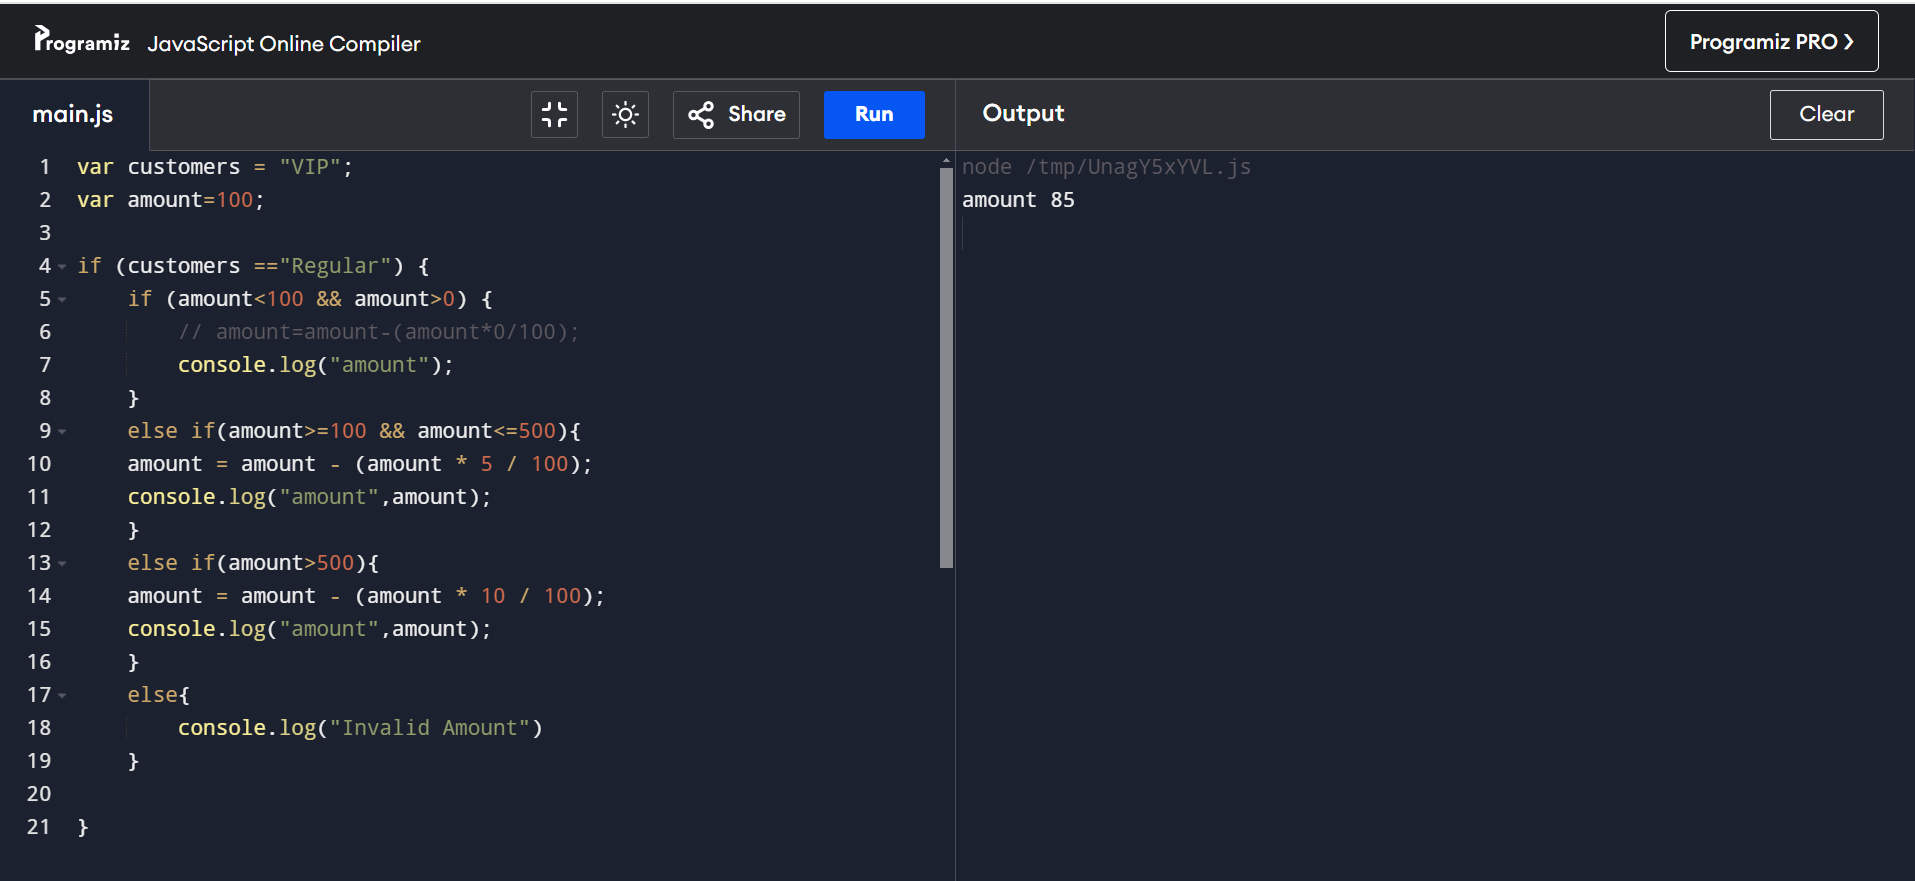 Programiz JavaScript Online Compiler
Programiz PRO ❯
main.js
Share
Run
Output
Clear
1 var customers = "VIP";
2 var amount=100;
3
4 if (customers =="Regular") {
5     if (amount<100 && amount>0) {
6         // amount=amount-(amount*0/100);
7         console.log("amount");
8     }
9     else if(amount>=100 && amount<=500){
10     amount = amount - (amount * 5 / 100);
11     console.log("amount",amount);
12     }
13     else if(amount>500){
14     amount = amount - (amount * 10 / 100);
15     console.log("amount",amount);
16     }
17     else{
18         console.log("Invalid Amount")
19     }
20
21 }
node /tmp/UnagY5xYVL.js
amount 85